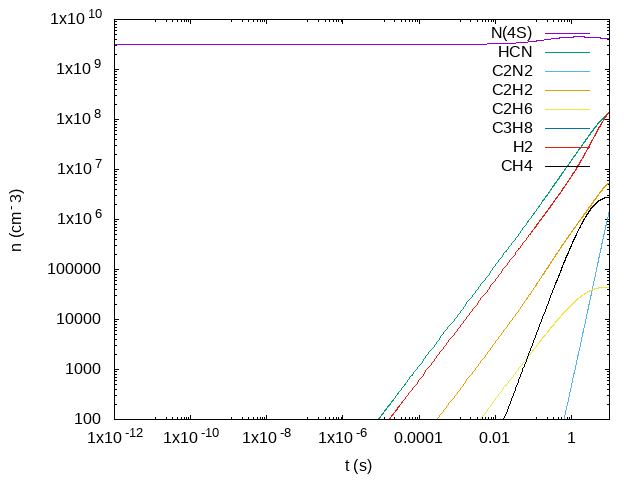 1x10^10
1x10^9
1x10^8
1x10^7
1x10^6
100000
10000
1000
100
1x10^-12
1x10^-10
1x10^-8
1x10^-6
0.0001
0.01
1
n (cm^- 3)
t (s)
N(4S)
HCN
C2N2
C2H2
C2H6
C3H8
H2
CH4